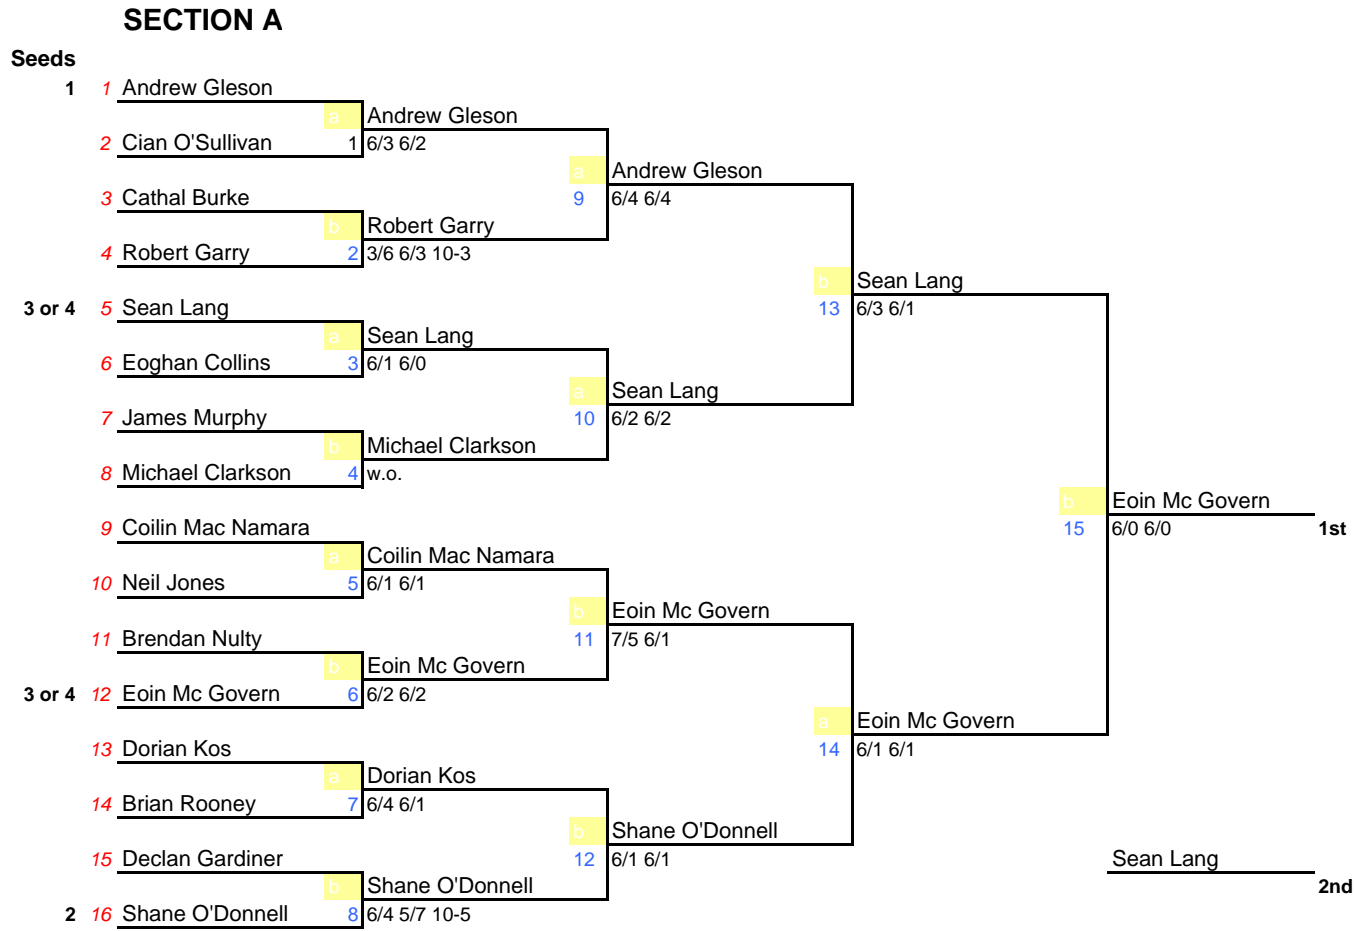 SECTION A
Seeds
1 1 Andrew Gleson
a Andrew Gleson
2 Cian O'Sullivan 1 6/3 6/2
a Andrew Gleson
3 Cathal Burke 9 6/4 6/4
b Robert Garry
4 Robert Garry 2 3/6 6/3 10-3
b Sean Lang
3 or 4 5 Sean Lang 13 6/3 6/1
a Sean Lang
6 Eoghan Collins 3 6/1 6/0
a Sean Lang
7 James Murphy 10 6/2 6/2
b Michael Clarkson
8 Michael Clarkson 4 w.o.
b Eoin Mc Govern
9 Coilin Mac Namara 15 6/0 6/0 1st
a Coilin Mac Namara
10 Neil Jones 5 6/1 6/1
b Eoin Mc Govern
11 Brendan Nulty 11 7/5 6/1
b Eoin Mc Govern
3 or 4 12 Eoin Mc Govern 6 6/2 6/2
a Eoin Mc Govern
13 Dorian Kos 14 6/1 6/1
a Dorian Kos
14 Brian Rooney 7 6/4 6/1
b Shane O'Donnell
15 Declan Gardiner 12 6/1 6/1 Sean Lang
b Shane O'Donnell 2nd
2 16 Shane O'Donnell 8 6/4 5/7 10-5